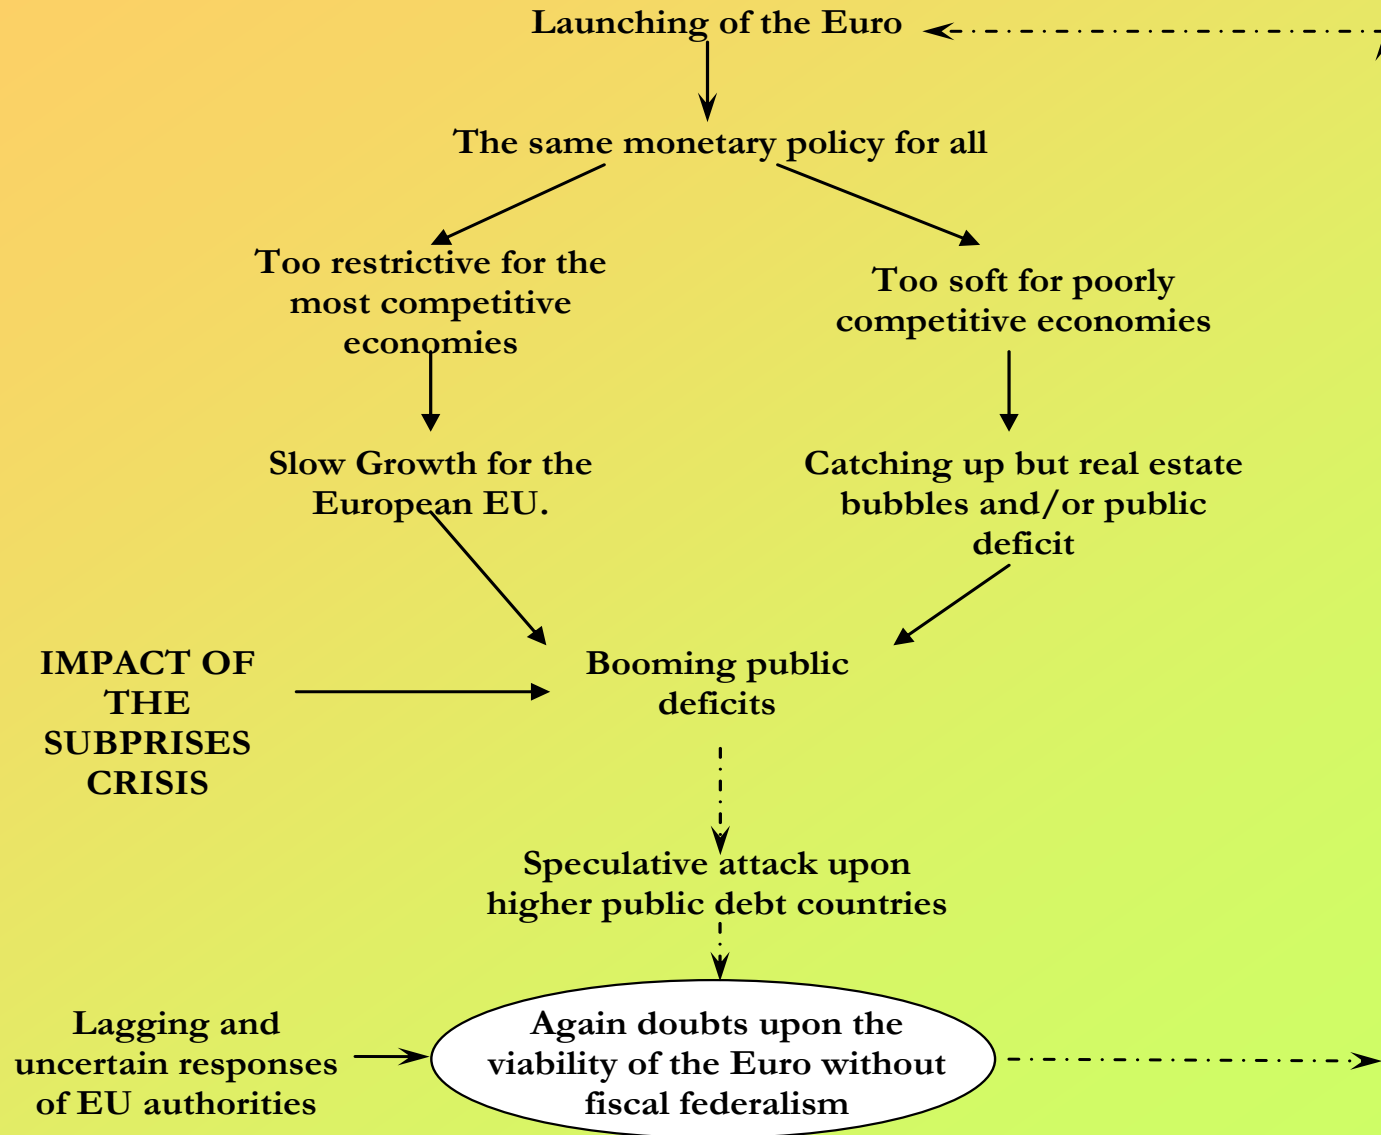 Launching of the Euro
The same monetary policy for all
Too restrictive for the
most competitive
economies
Too soft for poorly
competitive economies
Slow Growth for the
European EU.
Catching up but real estate
bubbles and/or public
deficit
IMPACT OF
THE
SUBPRISES
CRISIS
Booming public
deficits
Speculative attack upon
higher public debt countries
Lagging and
uncertain responses
of EU authorities
Again doubts upon the
viability of the Euro without
fiscal federalism